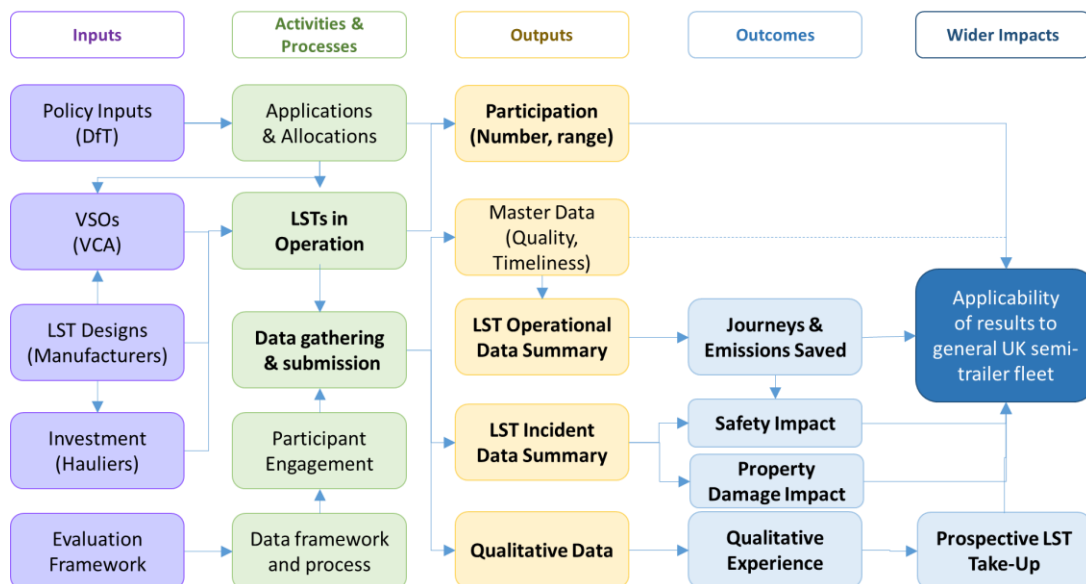 Inputs
Activities &
Processes
Outputs
Outcomes
Wider Impacts
Policy Inputs
(DfT)
Applications
& Allocations
Participation
(Number, range)
VSOs
(VCA)
LSTs in
Operation
Master Data
(Quality,
Timeliness)
LST Designs
(Manufacturers)
Data gathering
& submission
LST Operational
Data Summary
Journeys &
Emissions Saved
Applicability
of results to
general UK semi-
trailer fleet
Investment
(Hauliers)
Participant
Engagement
LST Incident
Data Summary
Safety Impact
Property
Damage Impact
Evaluation
Framework
Data framework
and process
Qualitative Data
Qualitative
Experience
Prospective LST
Take-Up